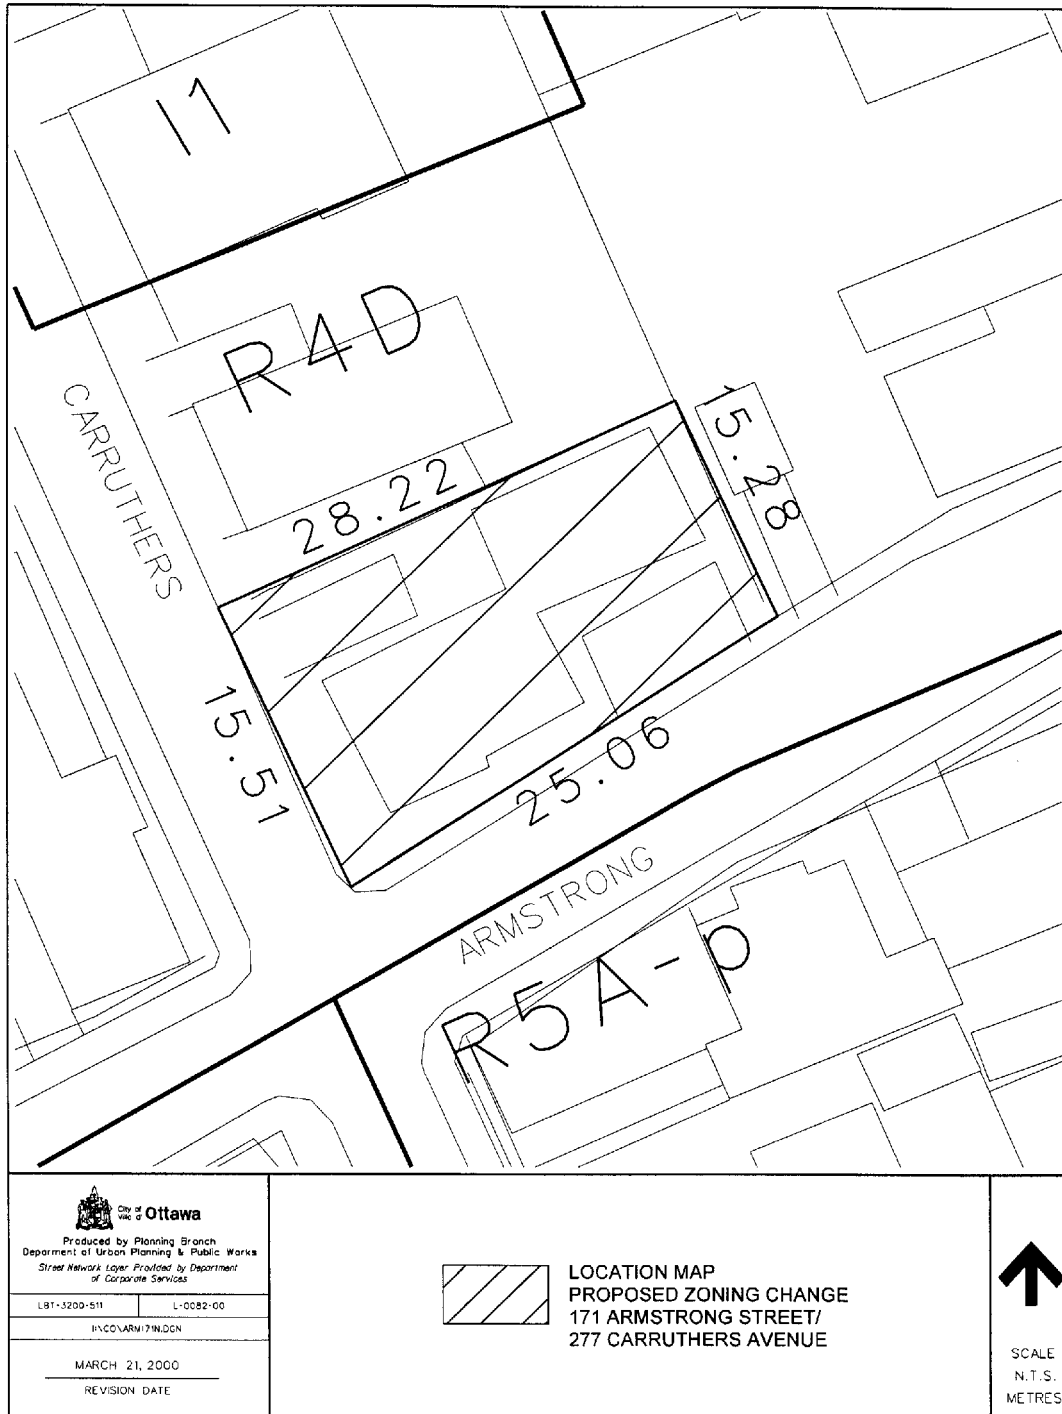 I1
R4D
CARRUTHERS
28.22
15.28
15.51
25.06
ARMSTRONG
R5A-p
City of
Ville d'
Ottawa
Produced by Planning Branch
Department of Urban Planning & Public Works
Street Network Layer Provided by Department
of Corporate Services
LBT-3200-511
L-0082-00
I:\CO\ARM171N.DGN
MARCH 21, 2000
REVISION DATE
LOCATION MAP
PROPOSED ZONING CHANGE
171 ARMSTRONG STREET/
277 CARRUTHERS AVENUE
SCALE
N.T.S.
METRES